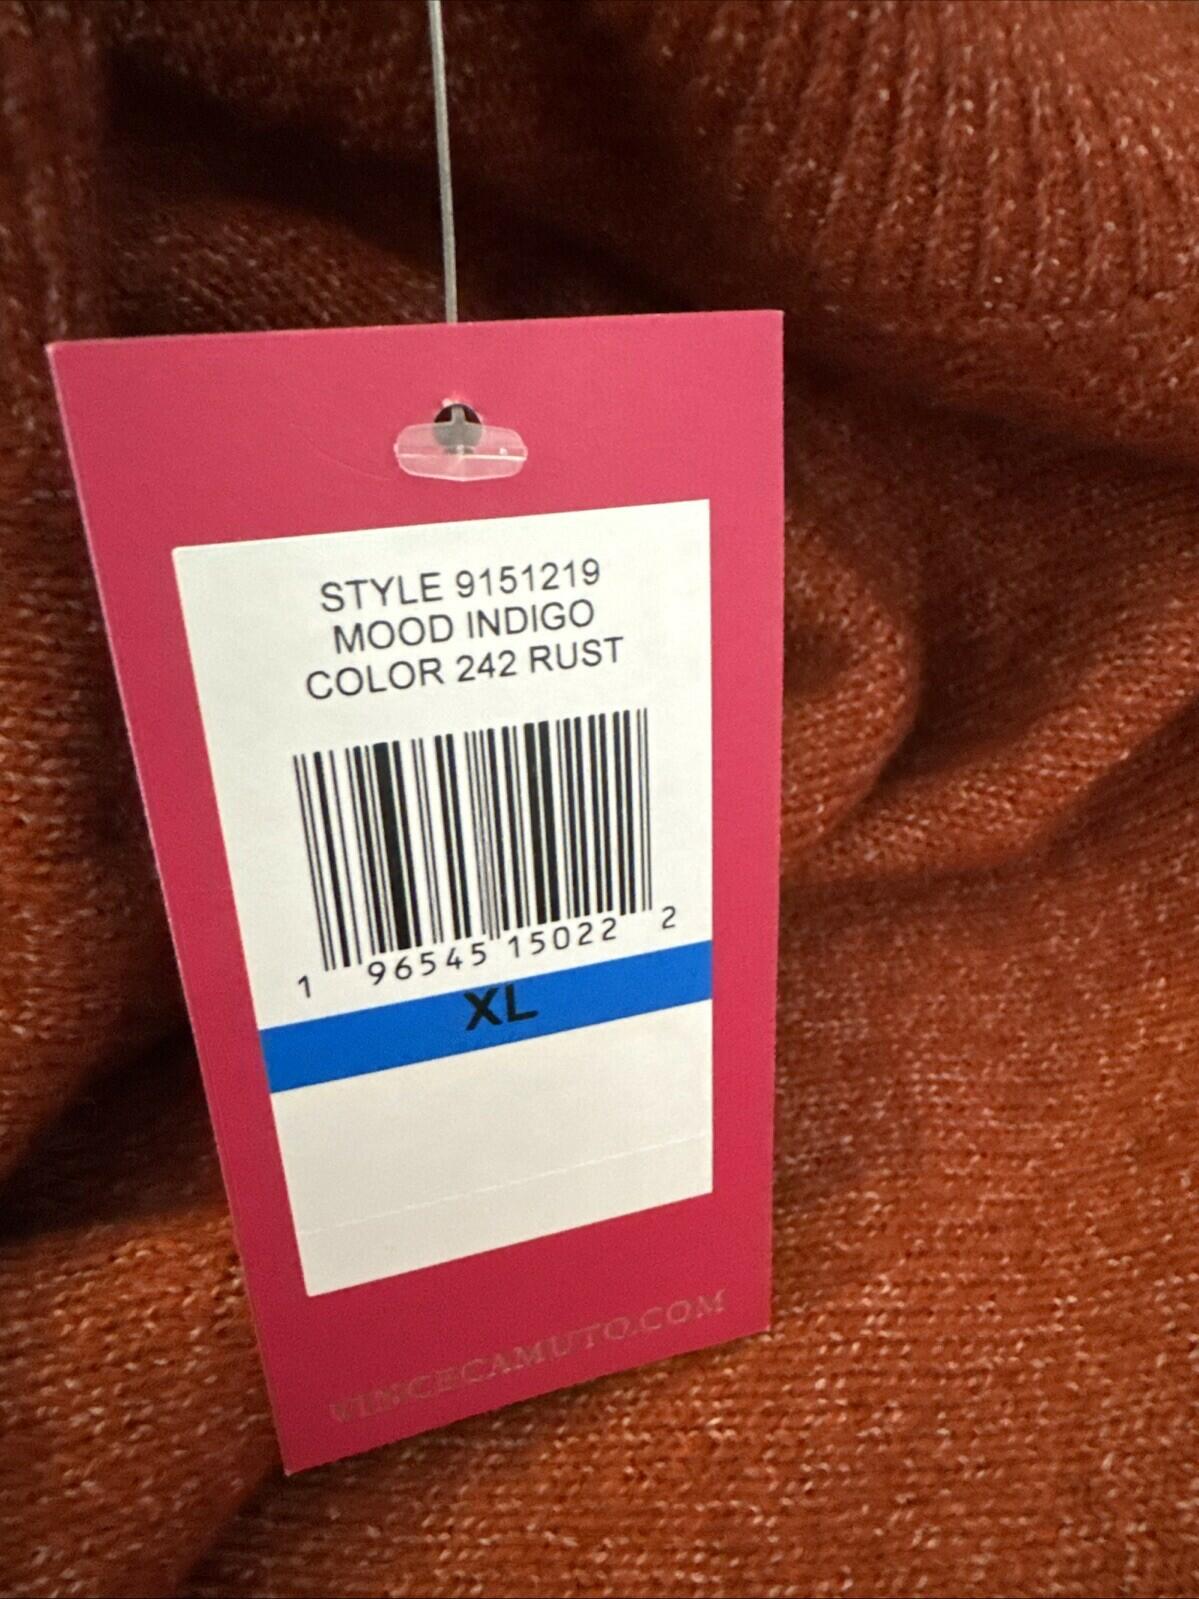 STYLE 9151219
MOOD INDIGO
COLOR 242 RUST
1 96545 15022 2
XL
VINCECAMUTO.COM